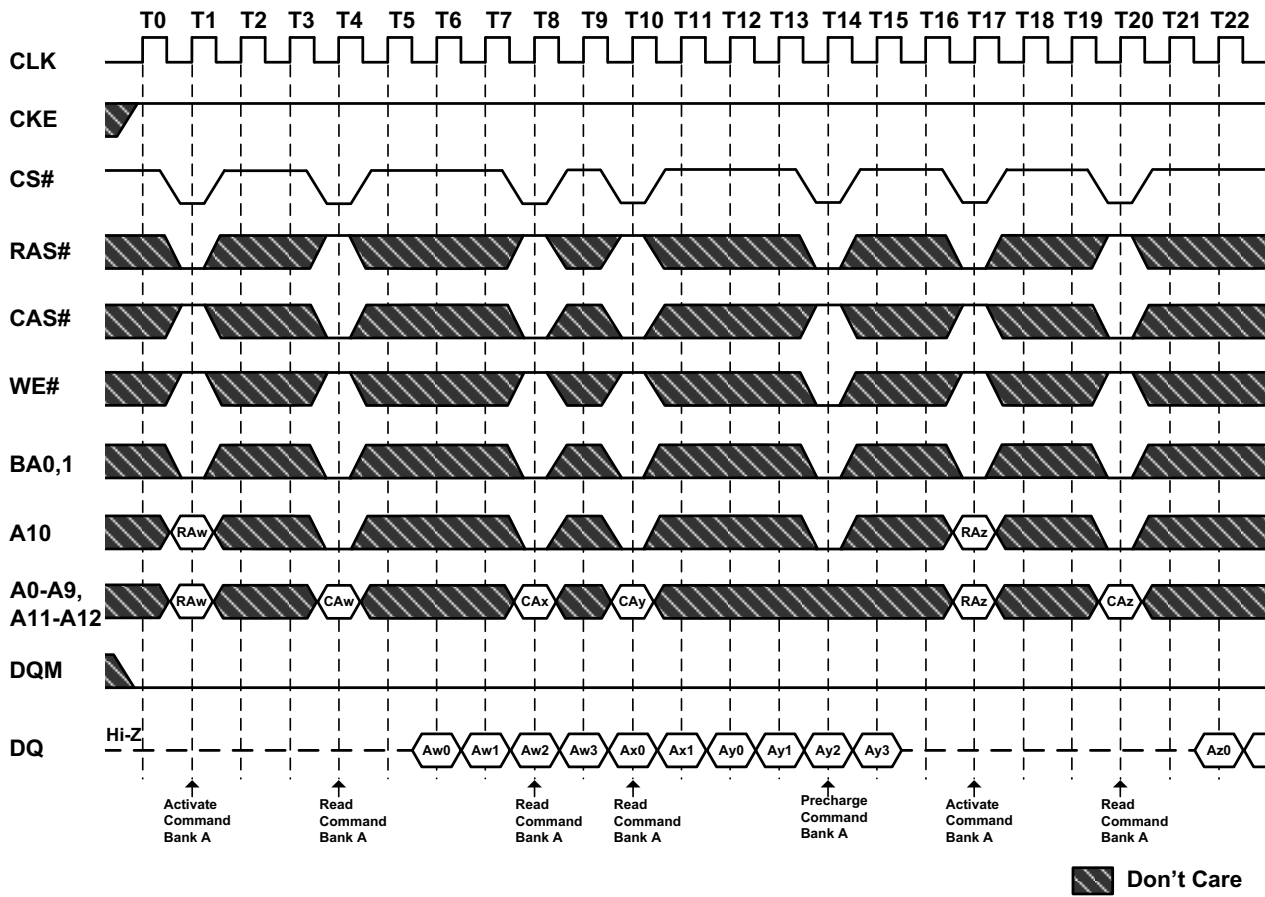 T0 T1 T2 T3 T4 T5 T6 T7 T8 T9 T10 T11 T12 T13 T14 T15 T16 T17 T18 T19 T20 T21 T22
CLK
CKE
CS#
RAS#
CAS#
WE#
BA0,1
A10
RAw RAz
A0-A9,
A11-A12
RAw CAw CAx CAy RAz CAz
DQM
DQ
Hi-Z
Aw0 Aw1 Aw2 Aw3 Ax0 Ax1 Ay0 Ay1 Ay2 Ay3 Az0
Activate
Command
Bank A
Read
Command
Bank A
Read
Command
Bank A
Read
Command
Bank A
Precharge
Command
Bank A
Activate
Command
Bank A
Read
Command
Bank A
Don't Care